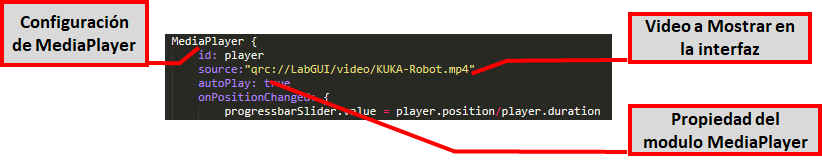 Configuración
de MediaPlayer
MediaPlayer {
id: player
source:"qrc://LabGUI/video/KUKA-Robot.mp4"
autoPlay: true
onPositionChanged: {
progressbarSlider.value = player.position/player.duration
Video a Mostrar en
la interfaz
Propiedad del
modulo MediaPlayer